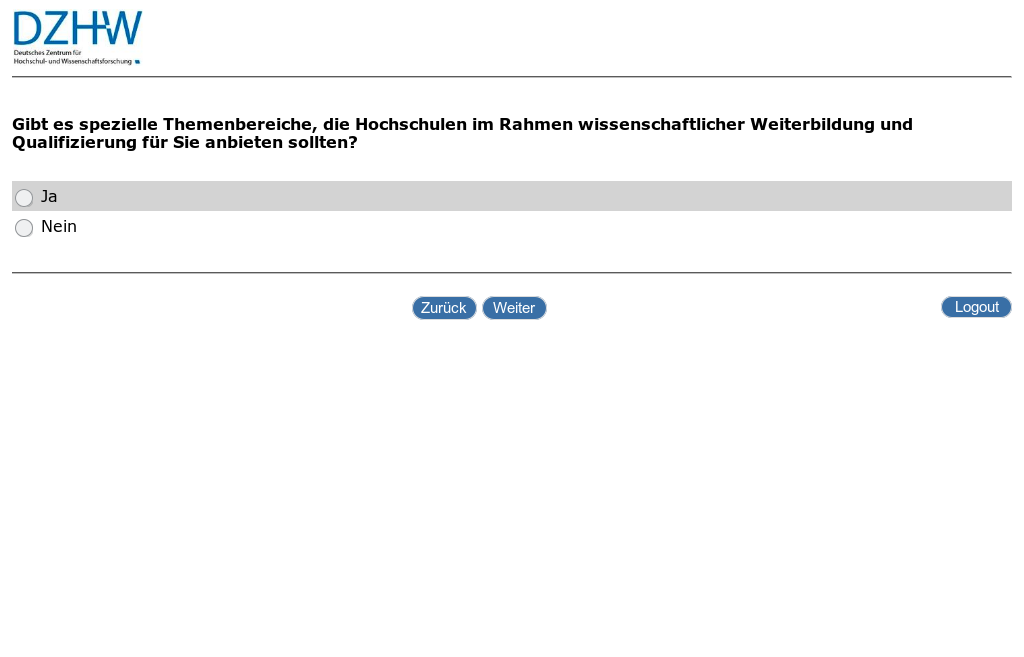 DZHW
Deutsches Zentrum für
Hochschul- und Wissenschaftsforschung
Gibt es spezielle Themenbereiche, die Hochschulen im Rahmen wissenschaftlicher Weiterbildung und
Qualifizierung für Sie anbieten sollten?
Ja
Nein
Zurück Weiter Logout